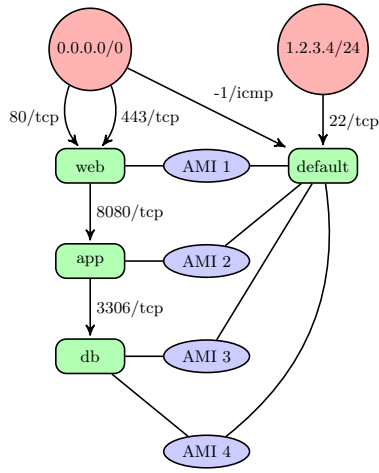 0.0.0.0/0
1.2.3.4/24
-1/icmp
80/tcp
443/tcp
22/tcp
web
AMI 1
default
8080/tcp
app
AMI 2
3306/tcp
db
AMI 3
AMI 4